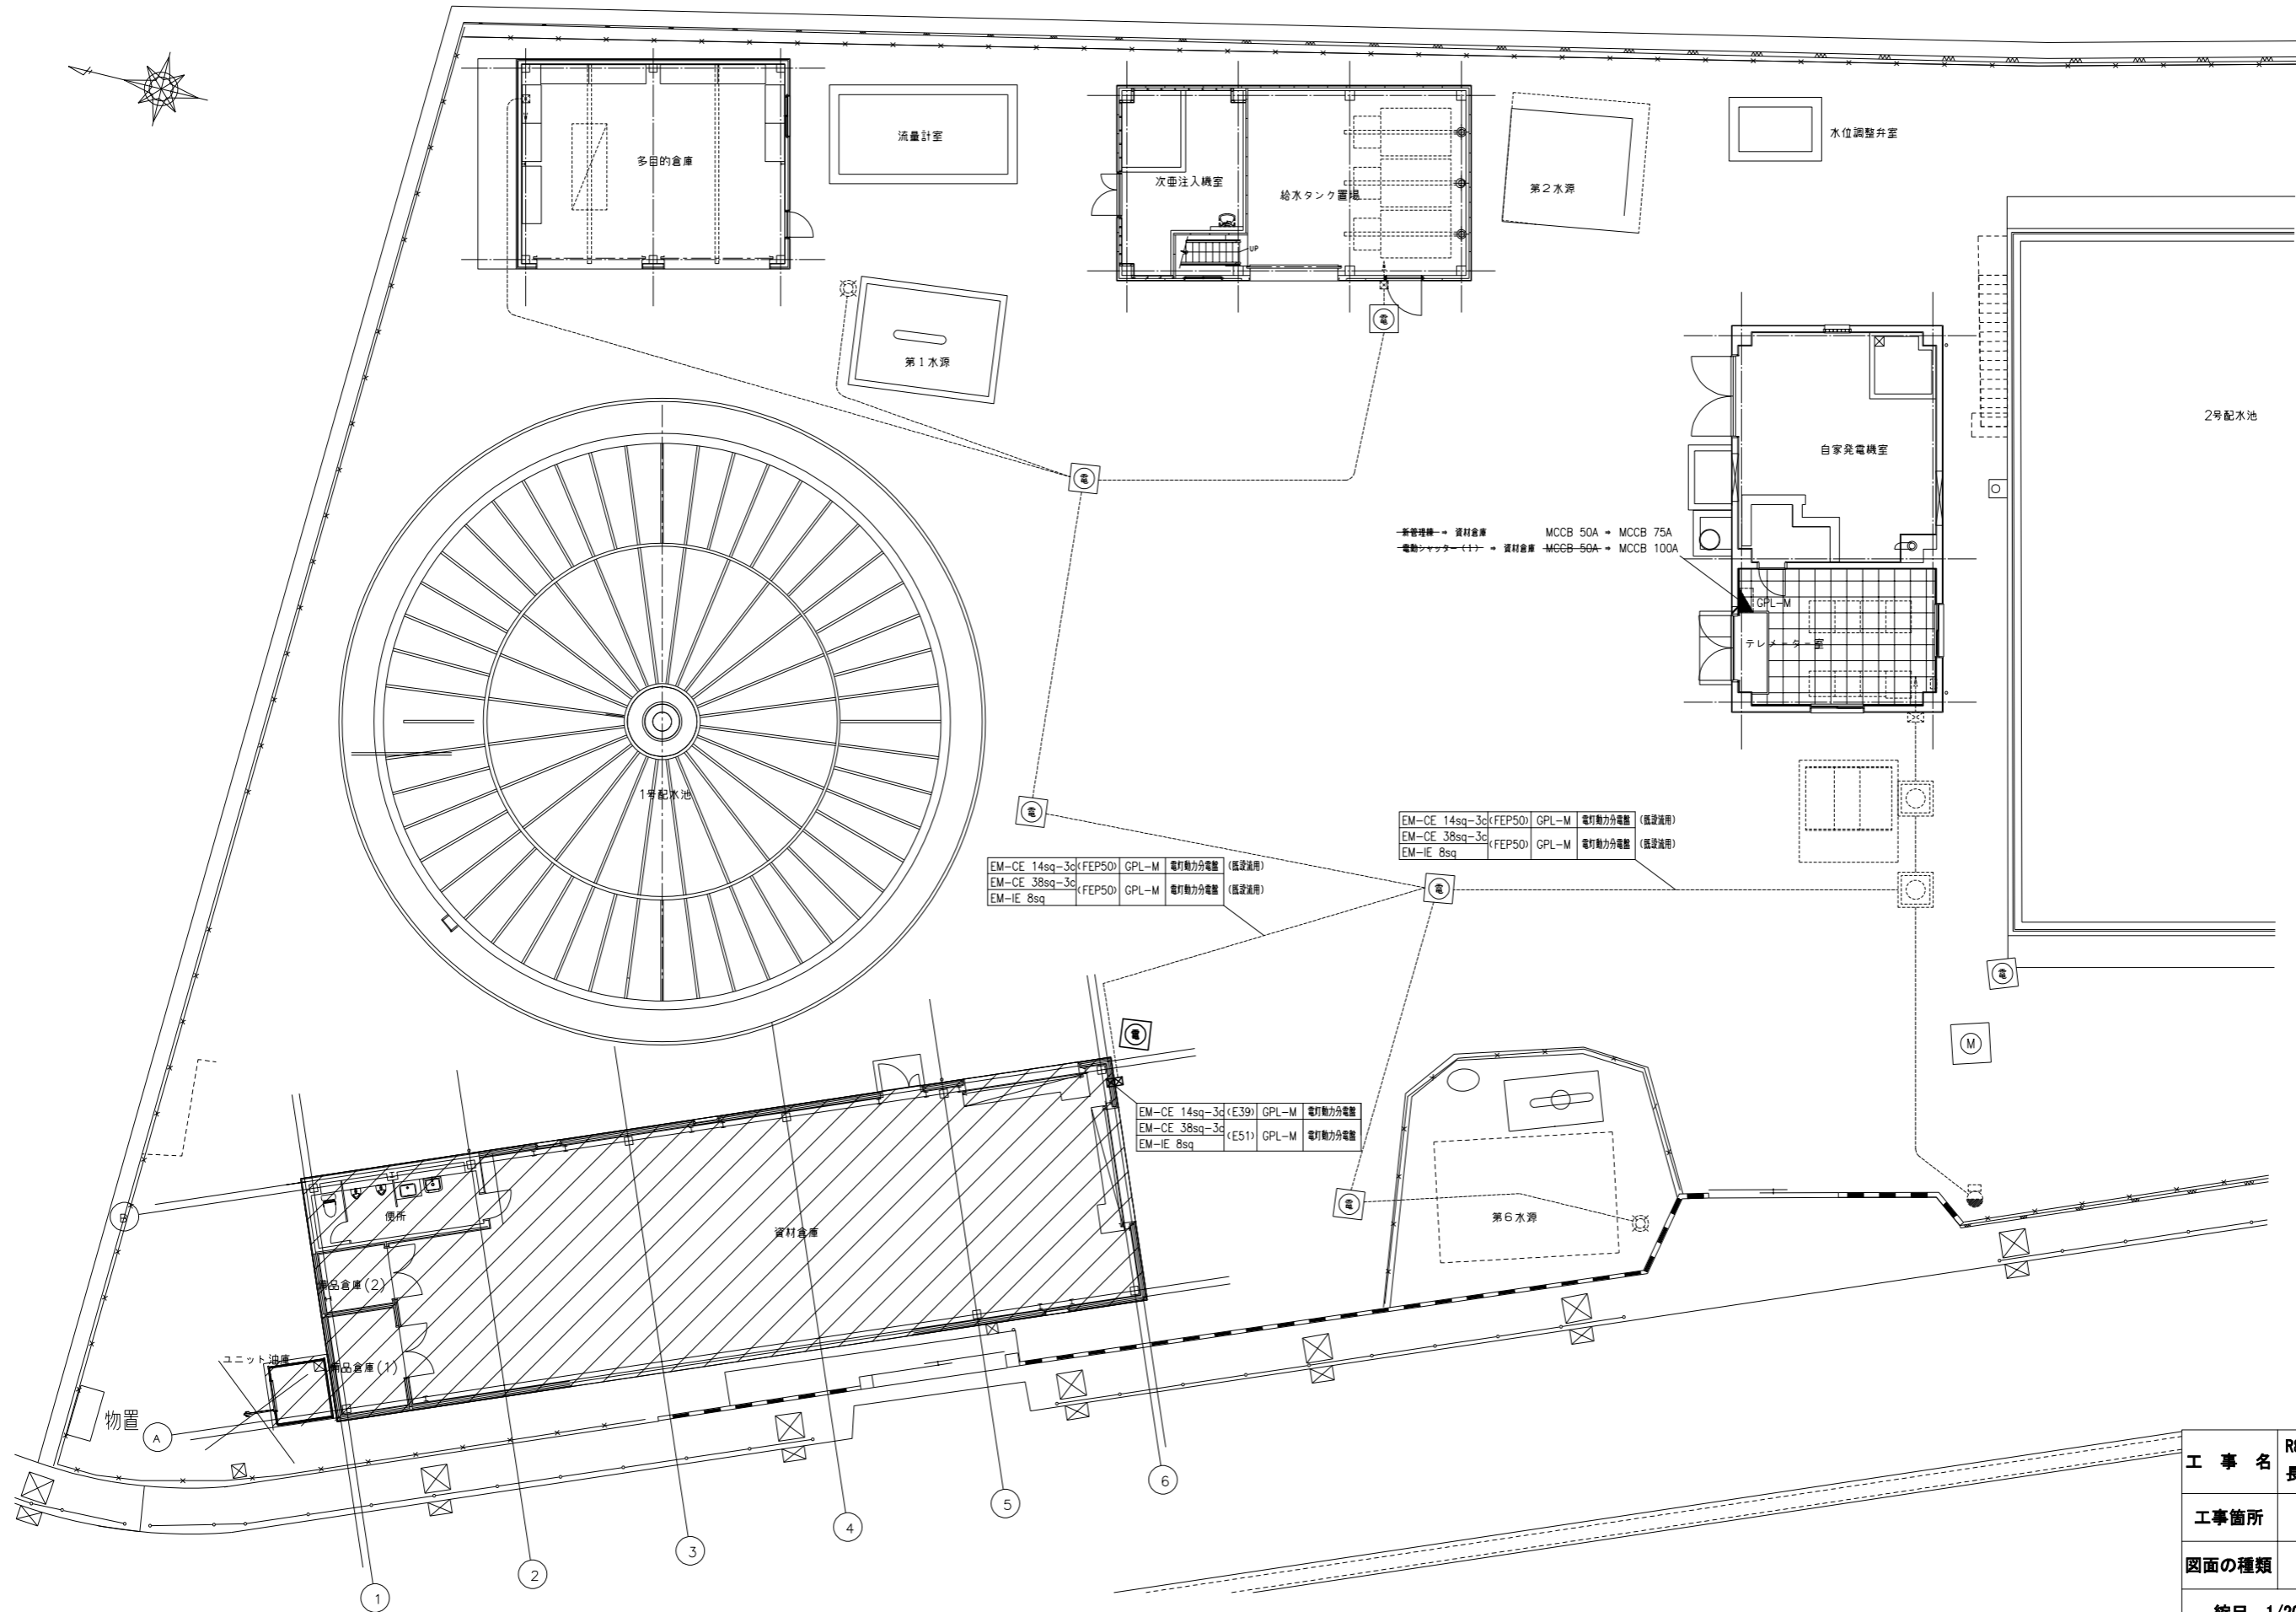 多目的倉庫
流量計室
次亜注入機室
給水タンク置場
UP
第2水源
水位調整弁室
電
第1水源
2号配水池
自家発電機室
電
新管理棟 ⇒ 資材倉庫 MCCB 50A ⇒ MCCB 75A
電動シャッター(1) ⇒ 資材倉庫 MCCB 50A ⇒ MCCB 100A
GPL-M
テレメーター室
1号配水池
電
EM-CE 14sq-3c (FEP50) GPL-M 電灯動力分電盤 (既設流用)
EM-CE 38sq-3c (FEP50) GPL-M 電灯動力分電盤 (既設流用)
EM-IE 8sq
EM-CE 14sq-3c (FEP50) GPL-M 電灯動力分電盤 (既設流用)
EM-CE 38sq-3c (FEP50) GPL-M 電灯動力分電盤 (既設流用)
EM-IE 8sq
電
電
電
M
EM-CE 14sq-3c (E39) GPL-M 電灯動力分電盤
EM-CE 38sq-3c (E51) GPL-M 電灯動力分電盤
EM-IE 8sq
電
第6水源
B
便所
資材倉庫
備品倉庫(2)
ユニット油庫
備品倉庫(1)
物置
A
1
2
3
4
5
6
工事名
工事箇所
図面の種類